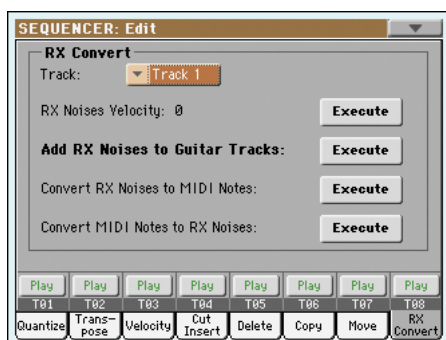 SEQUENCER: Edit
RX Convert
Track: Track 1
RX Noises Velocity: 0 Execute
Add RX Noises to Guitar Tracks: Execute
Convert RX Noises to MIDI Notes: Execute
Convert MIDI Notes to RX Noises: Execute
Play Play Play Play Play Play Play Play
T01 T02 T03 T04 T05 T06 T07 T08
Quantize Trans-pose Velocity Cut Insert Delete Copy Move RX Convert